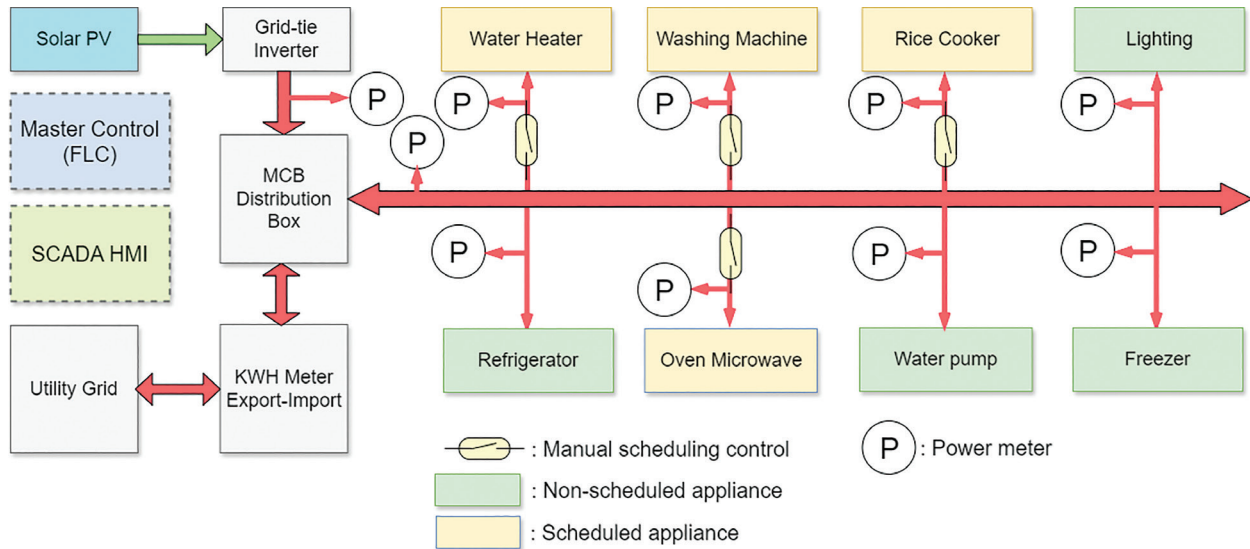 Solar PV
Grid-tie
Inverter
Water Heater
Washing Machine
Rice Cooker
Lighting
P
P
P
P
P
P
Master Control
(FLC)
MCB
Distribution
Box
SCADA HMI
P
P
P
P
Utility Grid
KWH Meter
Export-Import
Refrigerator
Oven Microwave
Water pump
Freezer
: Manual scheduling control
P : Power meter
: Non-scheduled appliance
: Scheduled appliance